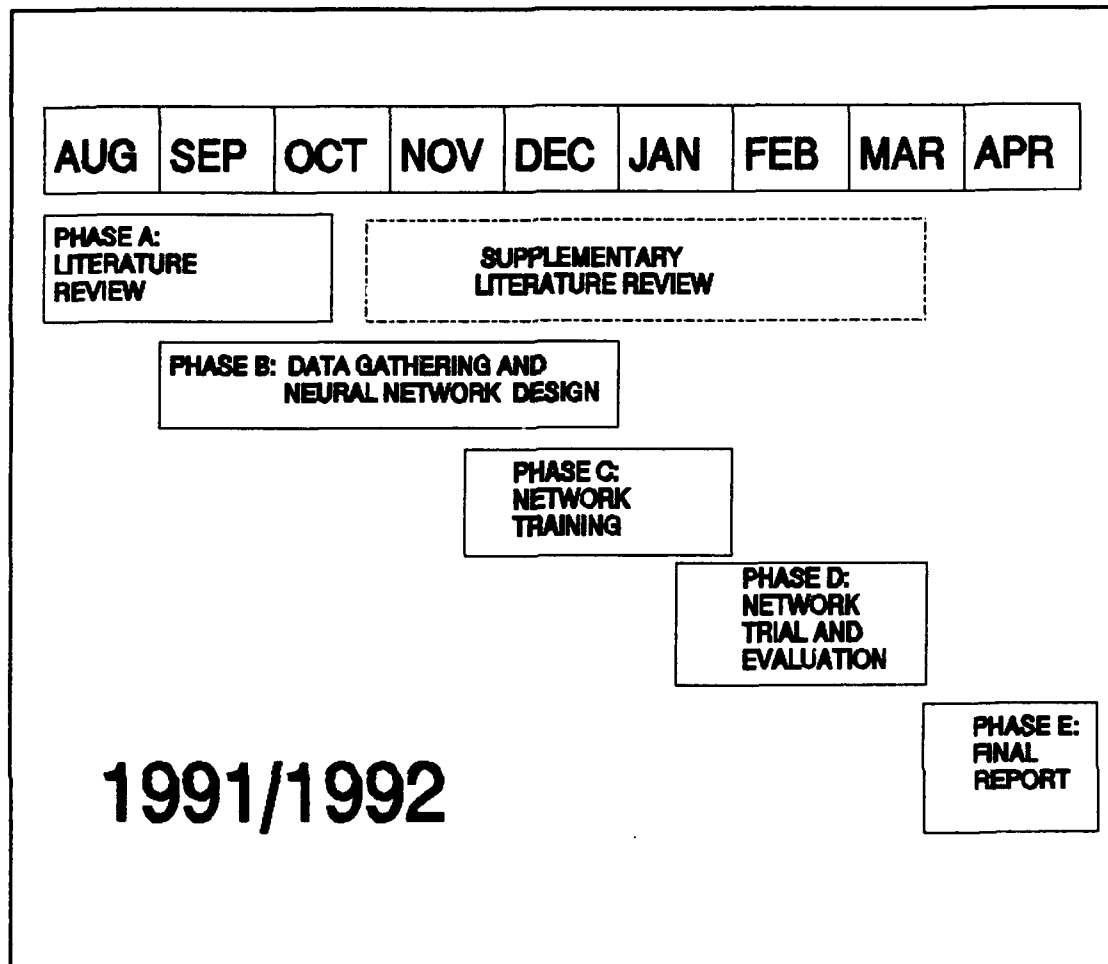 AUG SEP OCT NOV DEC JAN FEB MAR APR
PHASE A:
LITERATURE
REVIEW
SUPPLEMENTARY
LITERATURE REVIEW
PHASE B: DATA GATHERING AND
NEURAL NETWORK DESIGN
PHASE C:
NETWORK
TRAINING
PHASE D:
NETWORK
TRIAL AND
EVALUATION
PHASE E:
FINAL
REPORT
1991/1992